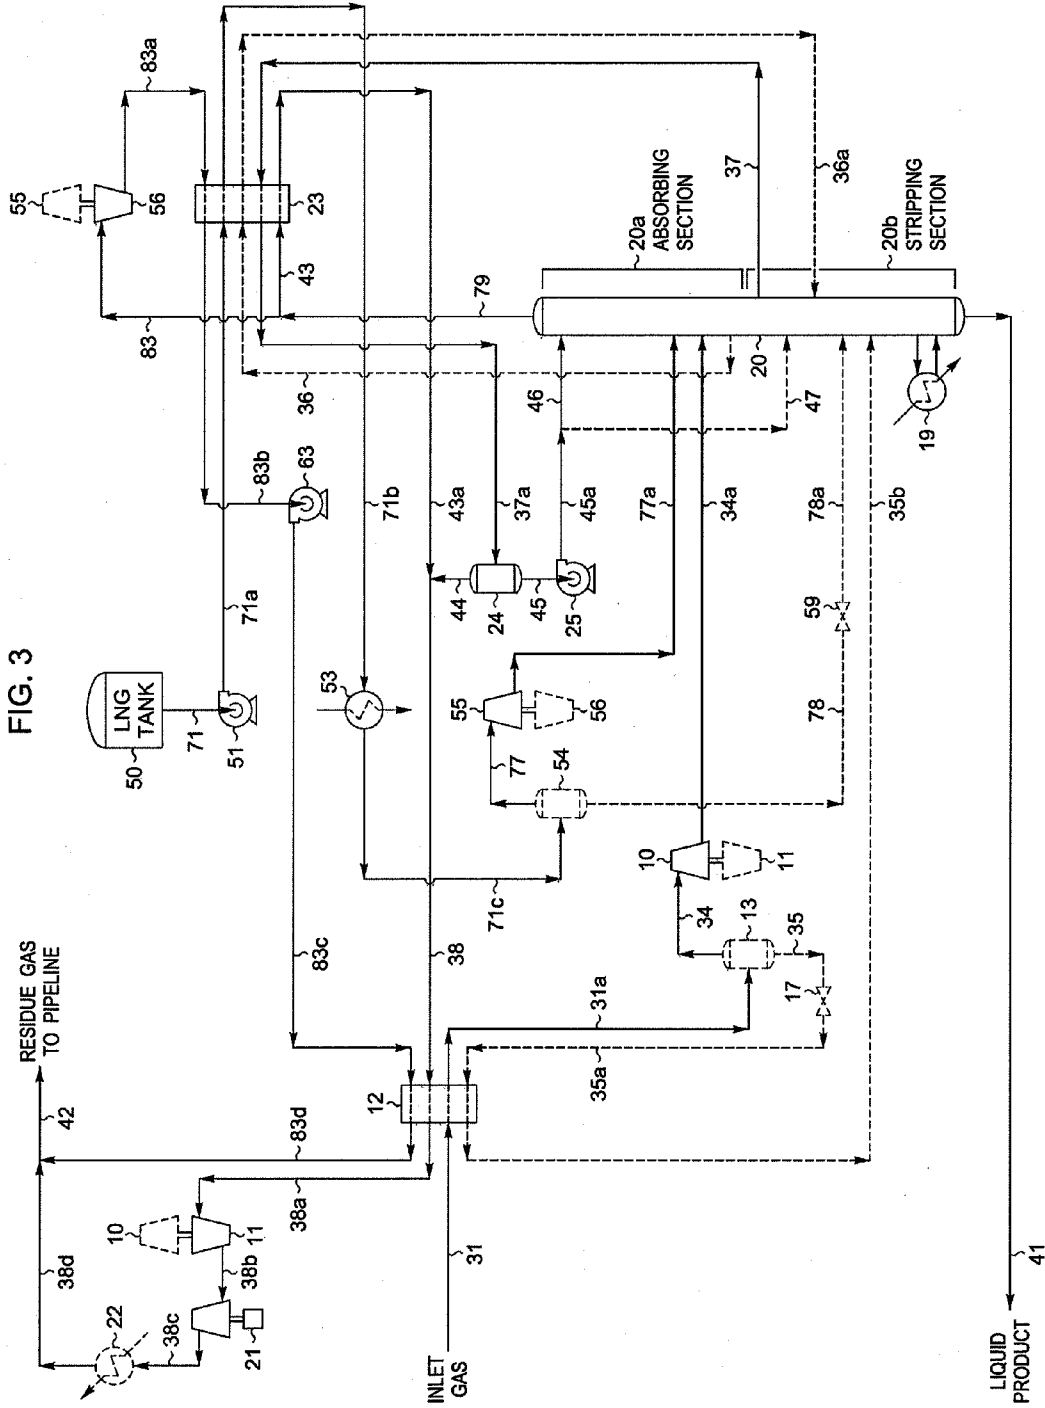 FIG. 3
RESIDUE GAS
TO PIPELINE
55
38d
42
50
LNG
TANK
83a
22
10
56
83
38c
71
21
38b
11
83d
51
71a
83b
63
23
43
38a
83c
53
36
12
71b
INLET
GAS
31
38
44
43a
79
71c
24
37a
55
77
45
46
54
56
25
45a
31a
35a
10
34
77a
20a
ABSORBING
SECTION
13
11
34a
20
37
35
17
78
59
78a
47
36a
35b
20b
STRIPPING
SECTION
19
LIQUID
PRODUCT
41